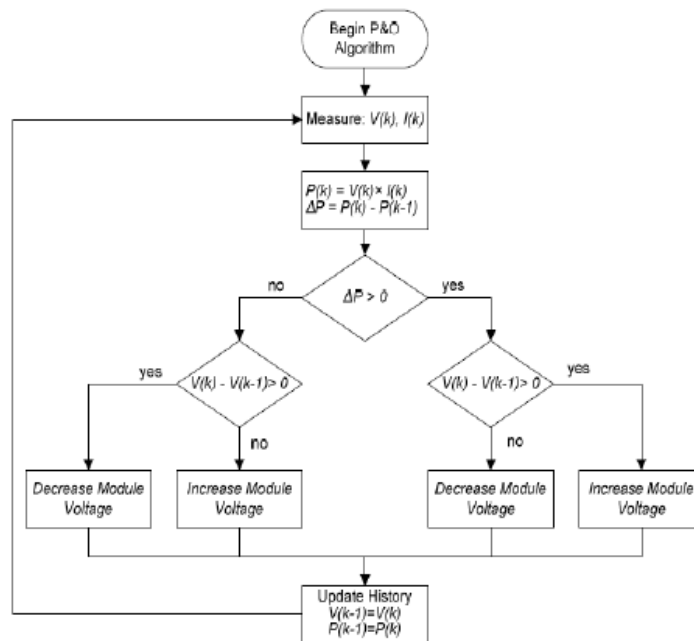 Begin P&O
Algorithm
Measure: V(k), I(k)
P(k) = V(k)× I(k)
ΔP = P(k) - P(k-1)
ΔP > 0
no
yes
V(k) - V(k-1)> 0
yes
no
V(k) - V(k-1)> 0
yes
no
Decrease Module
Voltage
Increase Module
Voltage
Decrease Module
Voltage
Increase Module
Voltage
Update History
V(k-1)=V(k)
P(k-1)=P(k)